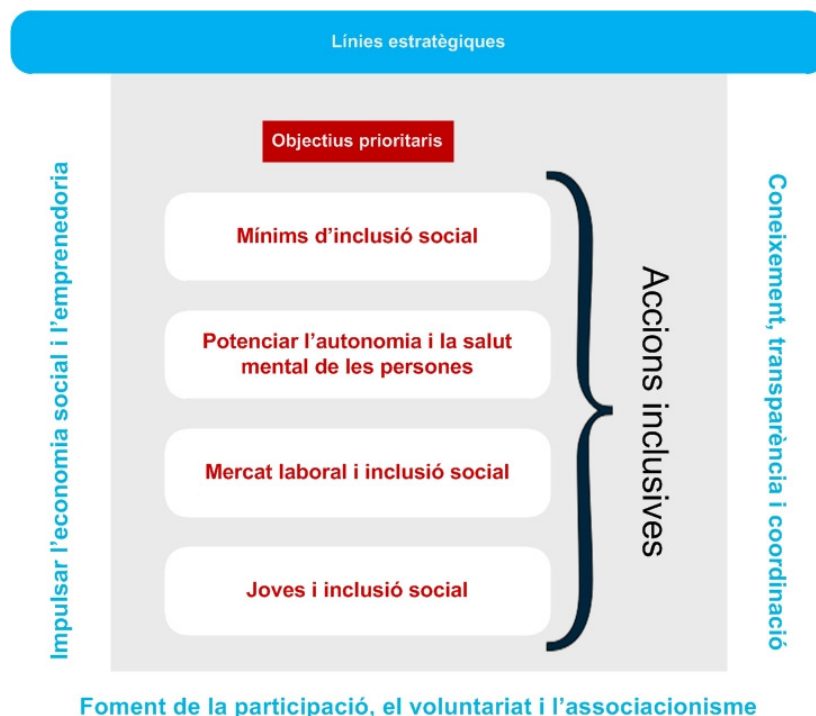 Línies estratègiques
Objectius prioritaris
Impulsar l’economia social i l’emprenedoria
Mínims d’inclusió social
Potenciar l’autonomia i la salut
mental de les persones
Mercat laboral i inclusió social
Joves i inclusió social
Accions inclusives
Coneixement, transparència i coordinació
Foment de la participació, el voluntariat i l’associacionisme